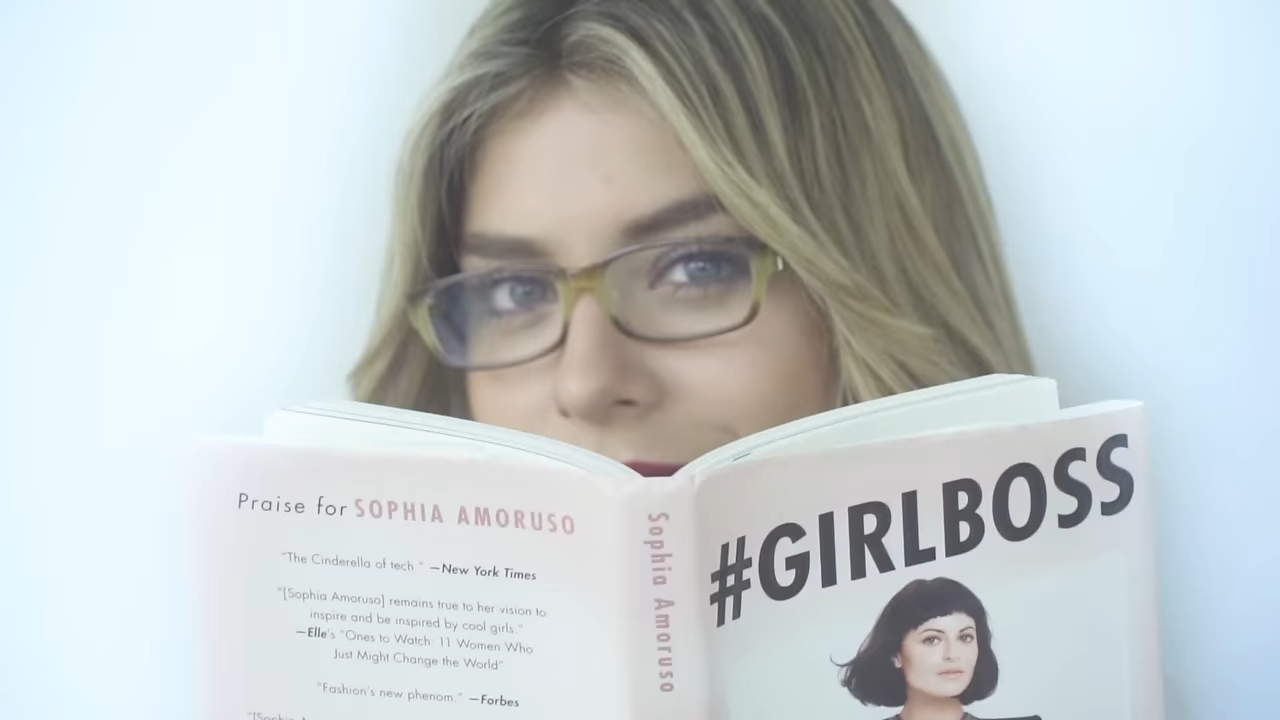 Praise for SOPHIA AMORUSO
"The Cinderella of tech." —New York Times
"[Sophia Amoruso] remains true to her vision to
inspire and be inspired by cool girls."
—Elle's "Ones to Watch: 11 Women Who
Just Might Change the World"
"Fashion's new phenom." —Forbes
"[Sophia
Sophia Amoruso
#GIRLBOSS